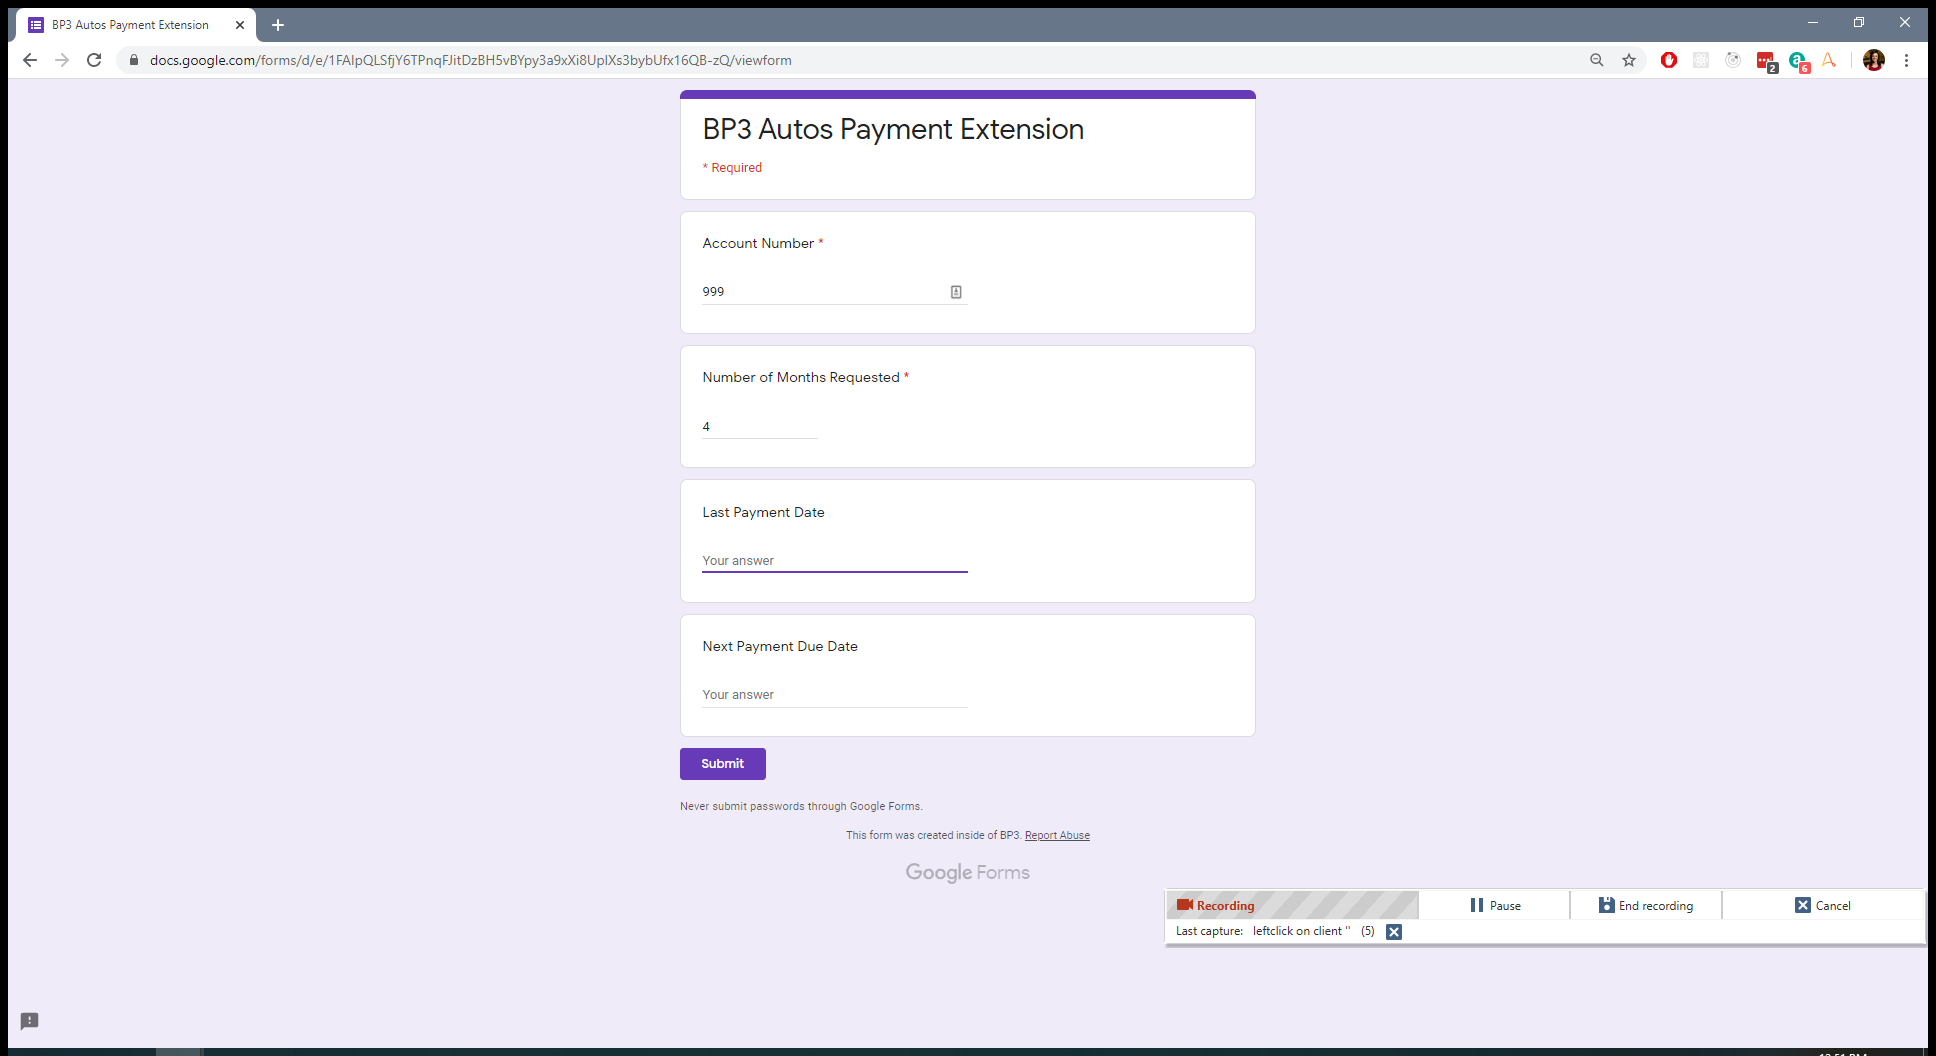 BP3 Autos Payment Extension
docs.google.com/forms/d/e/1FAIpQLSfjY6TPnqFJitDzBH5vBYpy3a9xXi8UplXs3bybUfx16QB-zQ/viewform
2
6
BP3 Autos Payment Extension
* Required
Account Number *
999
Number of Months Requested *
4
Last Payment Date
Your answer
Next Payment Due Date
Your answer
Submit
Never submit passwords through Google Forms.
This form was created inside of BP3. Report Abuse
Google Forms
Recording
Pause
End recording
Cancel
Last capture: leftclick on client '' (5)